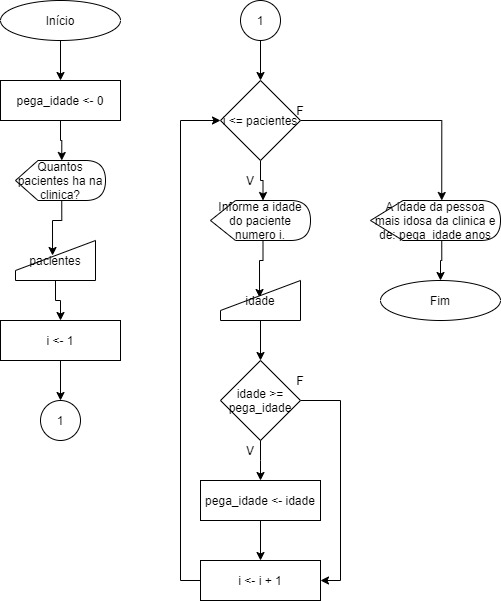 Início
pega_idade <- 0
Quantos
pacientes ha na
clinica?
pacientes
i <- 1
1
1
i <= pacientes
F
V
Informe a idade
do paciente
numero i.
idade
idade >=
pega_idade
F
V
pega_idade <- idade
i <- i + 1
A Idade da pessoa
mais idosa da clinica e
de: pega_idade anos
Fim